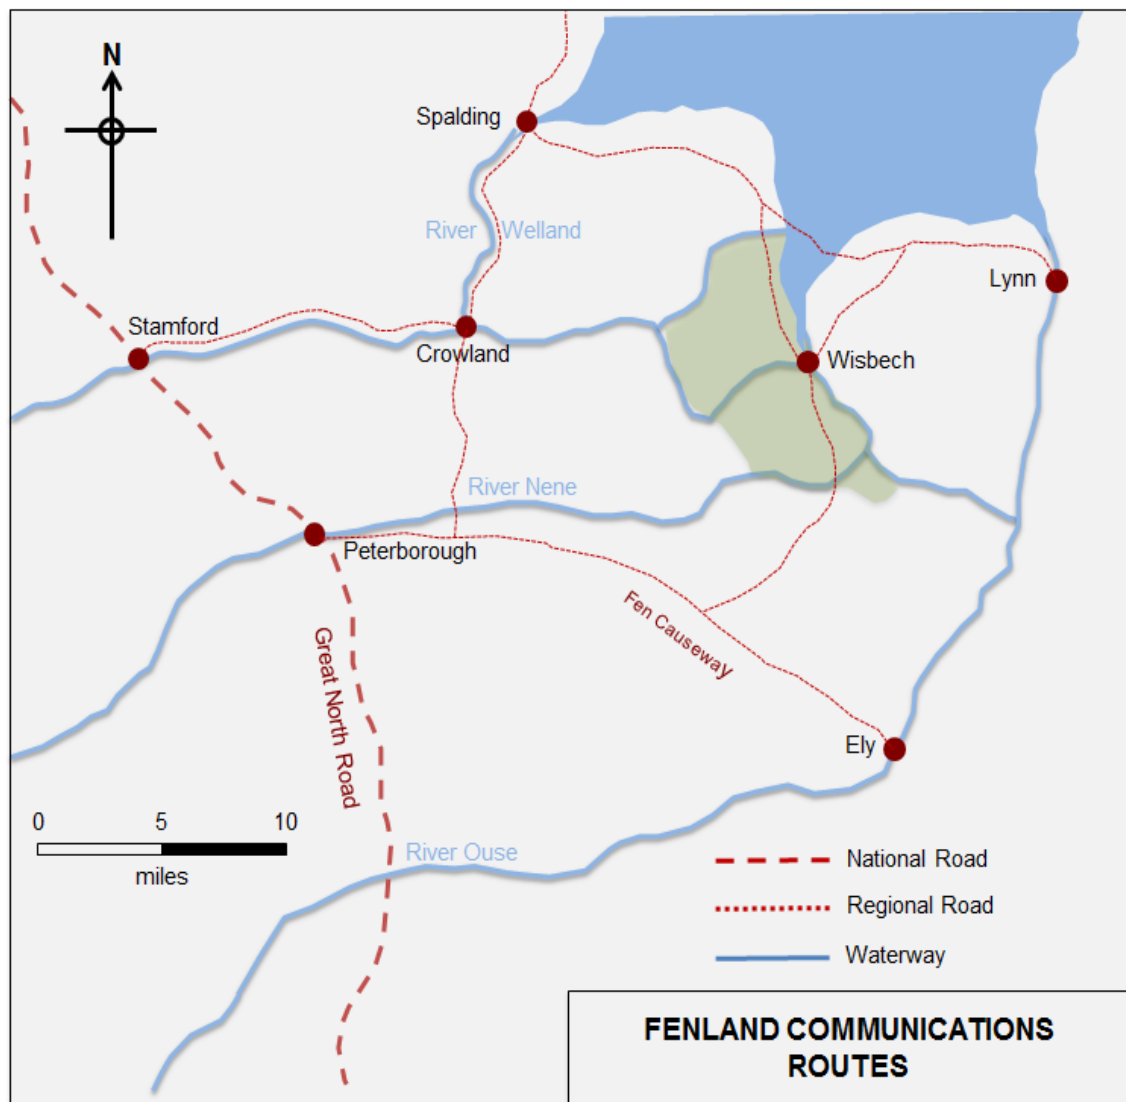 N
Spalding
River Welland
Lynn
Stamford
Crowland
Wisbech
River Nene
Peterborough
Fen Causeway
Great North Road
Ely
0 5 10
miles
River Ouse
National Road
Regional Road
Waterway
FENLAND COMMUNICATIONS
ROUTES